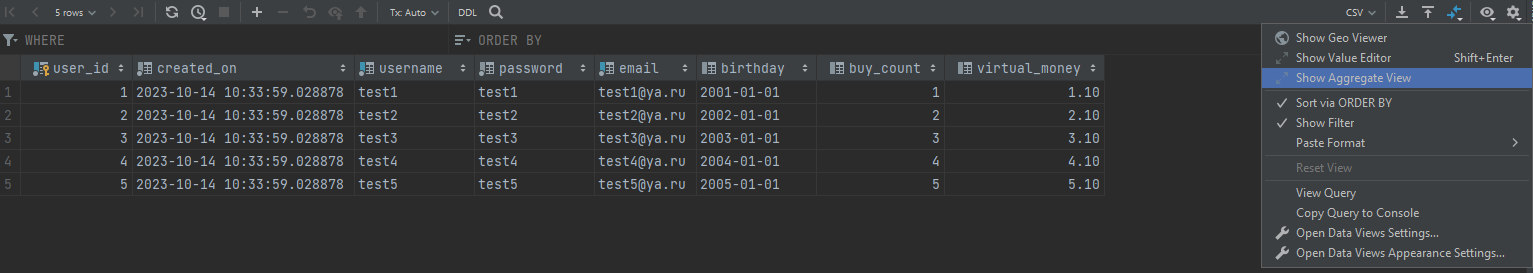 5 rows Tx: Auto DDL CSV
WHERE ORDER BY
user_id created_on username password email birthday buy_count virtual_money
1 1 2023-10-14 10:33:59.028878 test1 test1 test1@ya.ru 2001-01-01 1 1.10
2 2 2023-10-14 10:33:59.028878 test2 test2 test2@ya.ru 2002-01-01 2 2.10
3 3 2023-10-14 10:33:59.028878 test3 test3 test3@ya.ru 2003-01-01 3 3.10
4 4 2023-10-14 10:33:59.028878 test4 test4 test4@ya.ru 2004-01-01 4 4.10
5 5 2023-10-14 10:33:59.028878 test5 test5 test5@ya.ru 2005-01-01 5 5.10
Show Geo Viewer
Show Value Editor Shift+Enter
Show Aggregate View
Sort via ORDER BY
Show Filter
Paste Format
Reset View
View Query
Copy Query to Console
Open Data Views Settings...
Open Data Views Appearance Settings...